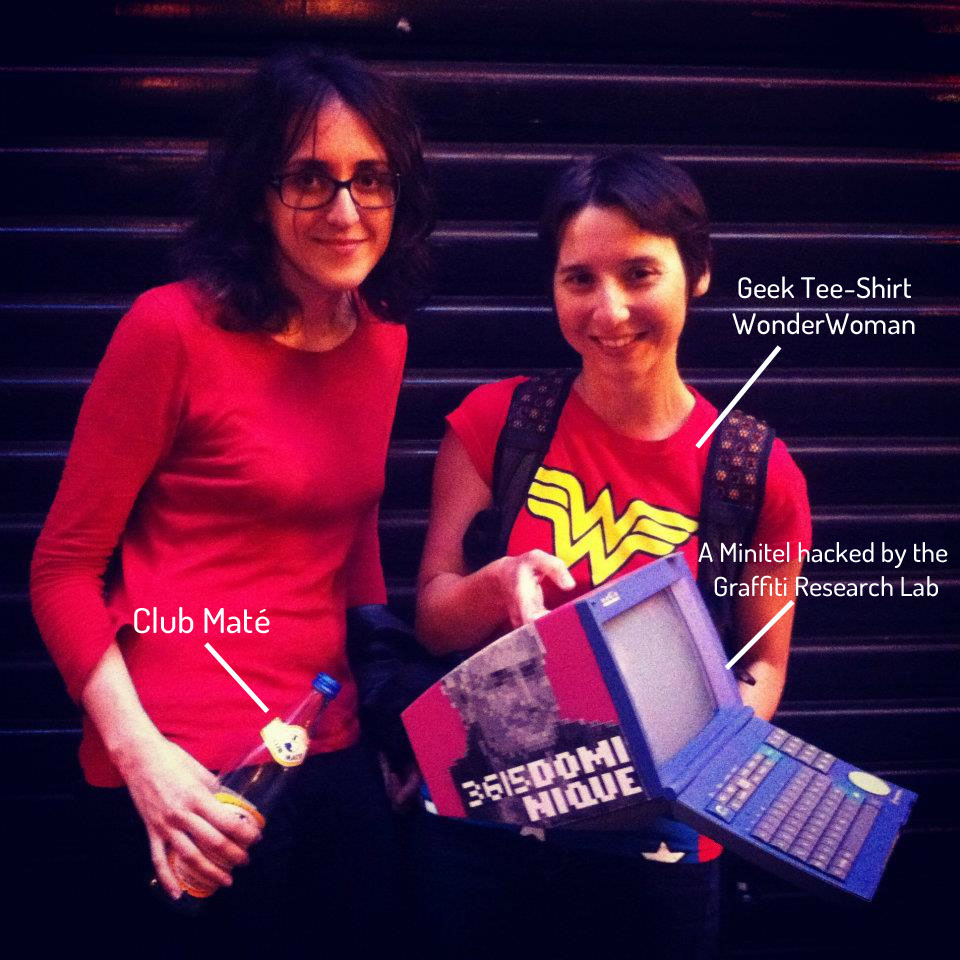 Geek Tee-Shirt
WonderWoman
A Minitel hacked by the
Graffiti Research Lab
Club Maté
3615DOMI
NIQUE